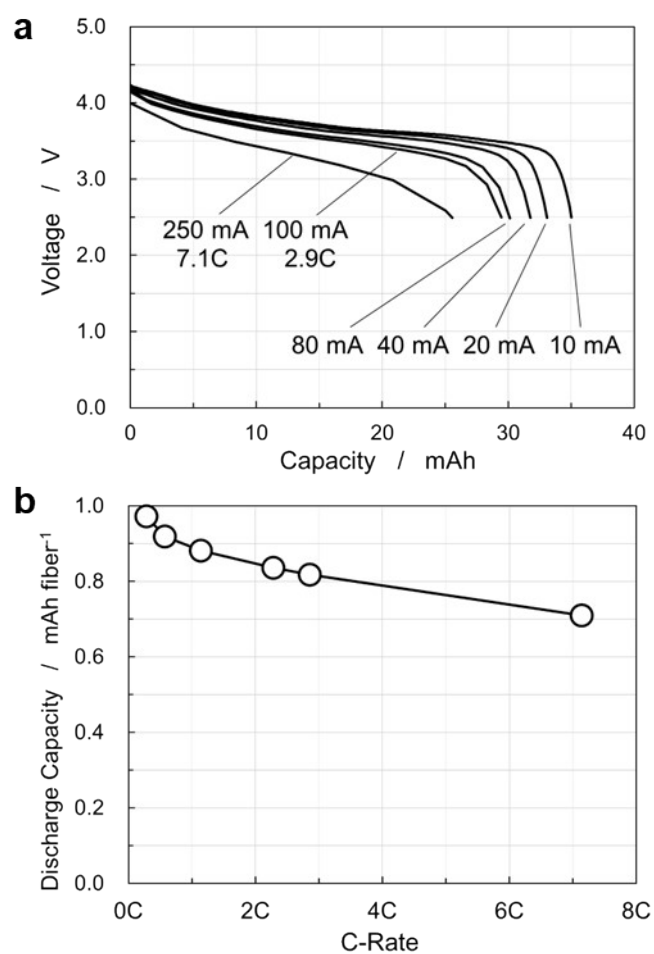 a
5.0
4.0
3.0
2.0
1.0
0.0
Voltage / V
250 mA 100 mA
7.1C 2.9C
80 mA 40 mA 20 mA 10 mA
0 10 20 30 40
Capacity / mAh
b
1.0
0.8
0.6
0.4
0.2
0.0
Discharge Capacity / mAh fiber⁻¹
0C 2C 4C 6C 8C
C-Rate